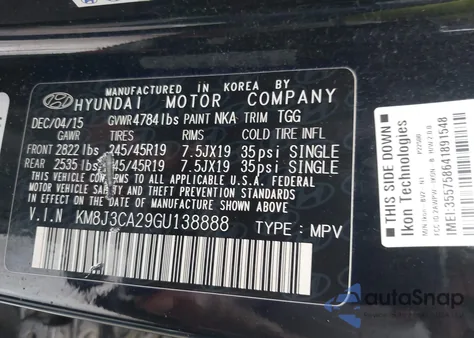 MANUFACTURED IN KOREA BY
HYUNDAI MOTOR COMPANY
DEC/04/15 GVWR4784lbs PAINT NKA TRIM TGG
GAWR TIRES RIMS COLD TIRE INFL.
FRONT 2822 lbs 245/45R19 7.5JX19 35psi SINGLE
REAR 2535 lbs 245/45R19 7.5JX19 35psi SINGLE
THIS VEHICLE CONFORMS TO ALL APPLICABLE U.S.
FEDERAL MOTOR VEHICLE SAFETY, BUMPER, AND
THEFT PREVENTION STANDARDS IN EFFECT ON THE
DATE OF MANUFACTURE SHOWN ABOVE.
V.I.N KM8J3CA29GU138888 TYPE: MPV
THIS SIDE DOWN
Ikon Technologies
IMEI:355758641891548
AutoSnap